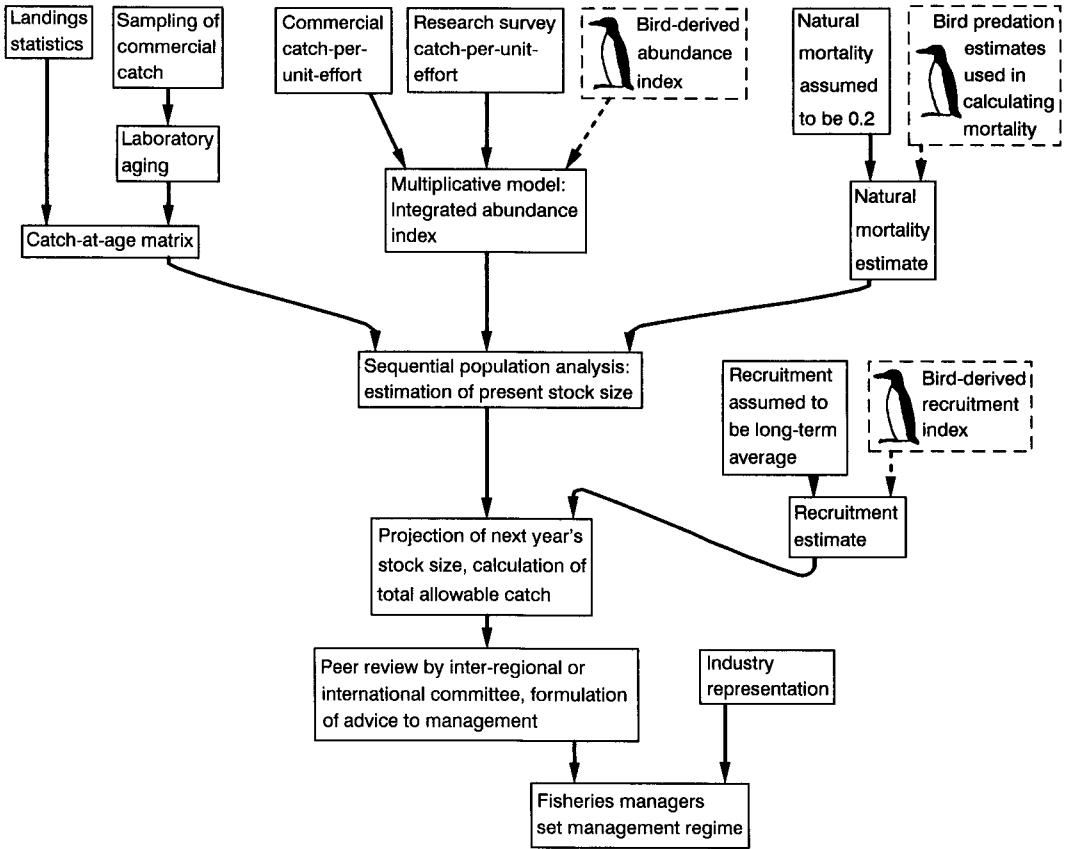 Landings
statistics
Sampling of
commercial
catch
Commercial
catch-per-
unit-effort
Research survey
catch-per-unit-
effort
Bird-derived
abundance
index
Natural
mortality
assumed
to be 0.2
Bird predation
estimates
used in
calculating
mortality
Laboratory
aging
Multiplicative model:
Integrated abundance
index
Natural
mortality
estimate
Catch-at-age matrix
Sequential population analysis:
estimation of present stock size
Recruitment
assumed to
be long-term
average
Bird-derived
recruitment
index
Recruitment
estimate
Projection of next year's
stock size, calculation of
total allowable catch
Peer review by inter-regional or
international committee, formulation
of advice to management
Industry
representation
Fisheries managers
set management regime